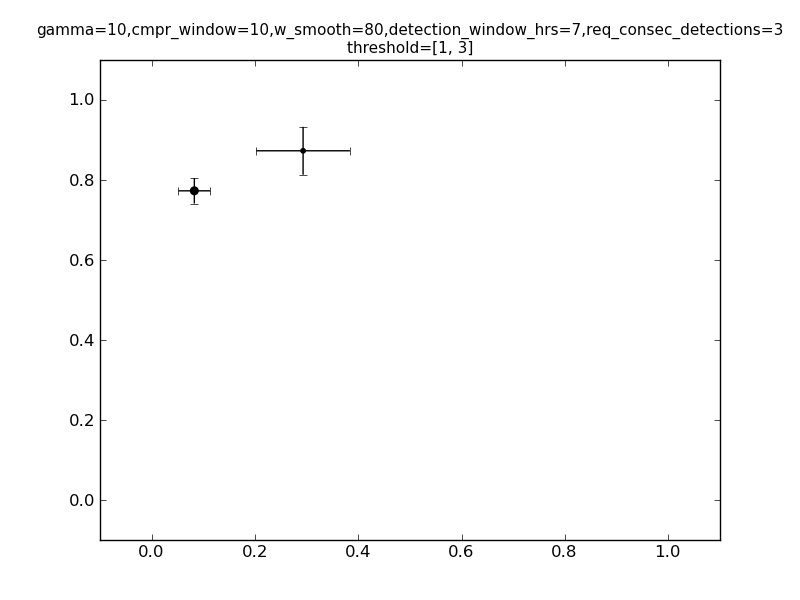 gamma=10,cmpr_window=10,w_smooth=80,detection_window_hrs=7,req_consec_detections=3
threshold=[1, 3]
1.0
0.8
0.6
0.4
0.2
0.0
0.0 0.2 0.4 0.6 0.8 1.0